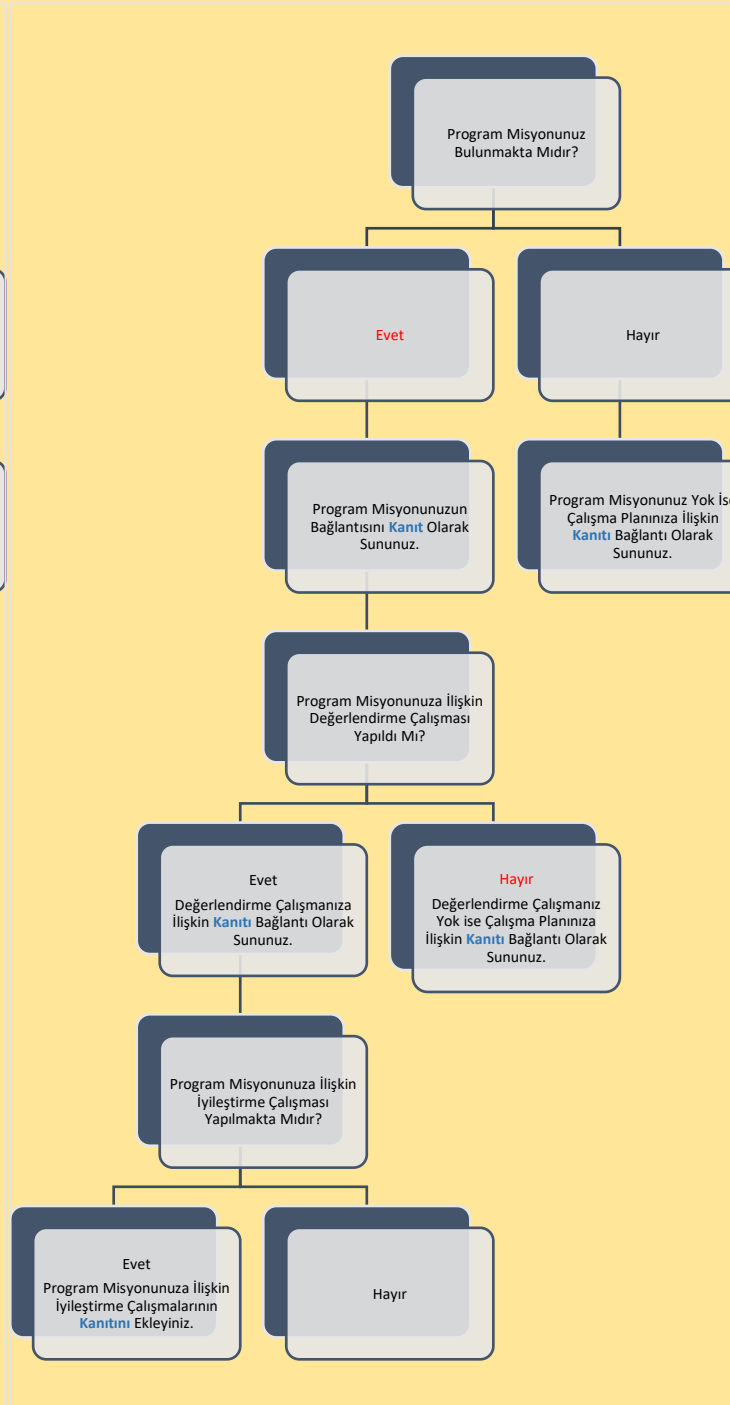 Program Misyonunuz
Bulunmakta Mıdır?
Evet
Hayır
Program Misyonunuzun
Bağlantısını Kanıt Olarak
Sununuz.
Program Misyonunuz Yok İse
Çalışma Planınıza İlişkin
Kanıtı Bağlantı Olarak
Sununuz.
Program Misyonunuza İlişkin
Değerlendirme Çalışması
Yapıldı Mı?
Evet
Değerlendirme Çalışmanıza
İlişkin Kanıtı Bağlantı Olarak
Sununuz.
Hayır
Değerlendirme Çalışmanız
Yok ise Çalışma Planınıza
İlişkin Kanıtı Bağlantı Olarak
Sununuz.
Program Misyonunuza İlişkin
İyileştirme Çalışması
Yapılmakta Mıdır?
Evet
Program Misyonunuza İlişkin
İyileştirme Çalışmalarının
Kanıtını Ekleyiniz.
Hayır